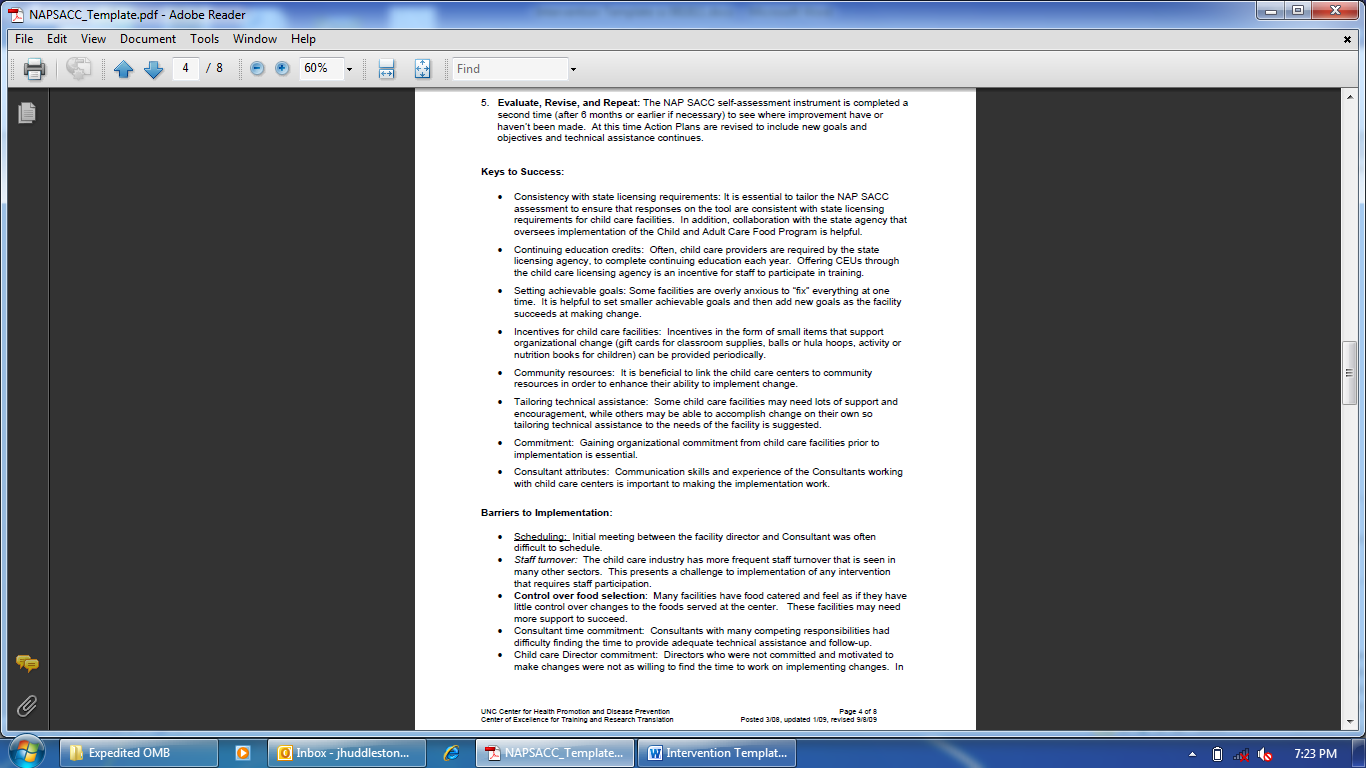 NAPSACC_Template.pdf - Adobe Reader
File Edit View Document Tools Window Help
4 / 8 60% Find
5. Evaluate, Revise, and Repeat: The NAP SACC self-assessment instrument is completed a
second time (after 6 months or earlier if necessary) to see where improvement have or
haven't been made. At this time Action Plans are revised to include new goals and
objectives and technical assistance continues.
Keys to Success:
• Consistency with state licensing requirements: It is essential to tailor the NAP SACC
assessment to ensure that responses on the tool are consistent with state licensing
requirements for child care facilities. In addition, collaboration with the state agency that
oversees implementation of the Child and Adult Care Food Program is helpful.
• Continuing education credits: Often, child care providers are required by the state
licensing agency, to complete continuing education each year. Offering CEUs through
the child care licensing agency is an incentive for staff to participate in training.
• Setting achievable goals: Some facilities are overly anxious to "fix" everything at one
time. It is helpful to set smaller achievable goals and then add new goals as the facility
succeeds at making change.
• Incentives for child care facilities: Incentives in the form of small items that support
organizational change (gift cards for classroom supplies, balls or hula hoops, activity or
nutrition books for children) can be provided periodically.
• Community resources: It is beneficial to link the child care centers to community
resources in order to enhance their ability to implement change.
• Tailoring technical assistance: Some child care facilities may need lots of support and
encouragement, while others may be able to accomplish change on their own so
tailoring technical assistance to the needs of the facility is suggested.
• Commitment: Gaining organizational commitment from child care facilities prior to
implementation is essential.
• Consultant attributes: Communication skills and experience of the Consultants working
with child care centers is important to making the implementation work.
Barriers to Implementation:
• Scheduling: Initial meeting between the facility director and Consultant was often
difficult to schedule.
• Staff turnover: The child care industry has more frequent staff turnover that is seen in
many other sectors. This presents a challenge to implementation of any intervention
that requires staff participation.
• Control over food selection: Many facilities have food catered and feel as if they have
little control over changes to the foods served at the center. These facilities may need
more support to succeed.
• Consultant time commitment: Consultants with many competing responsibilities had
difficulty finding the time to provide adequate technical assistance and follow-up.
• Child care Director commitment: Directors who were not committed and motivated to
make changes were not as willing to find the time to work on implementing changes. In
UNC Center for Health Promotion and Disease Prevention Page 4 of 8
Center of Excellence for Training and Research Translation Posted 3/08, updated 1/09, revised 9/8/09
Expedited OMB Inbox - jhuddleston... NAPSACC_Template... Intervention Templat... 7:23 PM